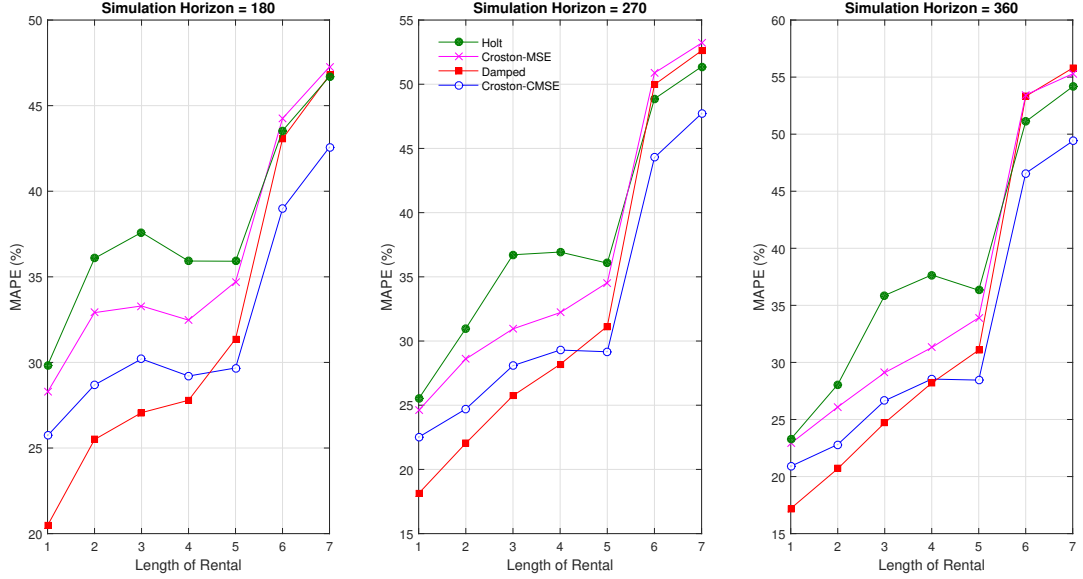 Simulation Horizon = 180
50
45
40
35
30
25
20
MAPE (%)
1 2 3 4 5 6 7
Length of Rental
Simulation Horizon = 270
55
50
45
40
35
30
25
20
15
MAPE (%)
Holt
Croston-MSE
Damped
Croston-CMSE
1 2 3 4 5 6 7
Length of Rental
Simulation Horizon = 360
60
55
50
45
40
35
30
25
20
15
MAPE (%)
1 2 3 4 5 6 7
Length of Rental